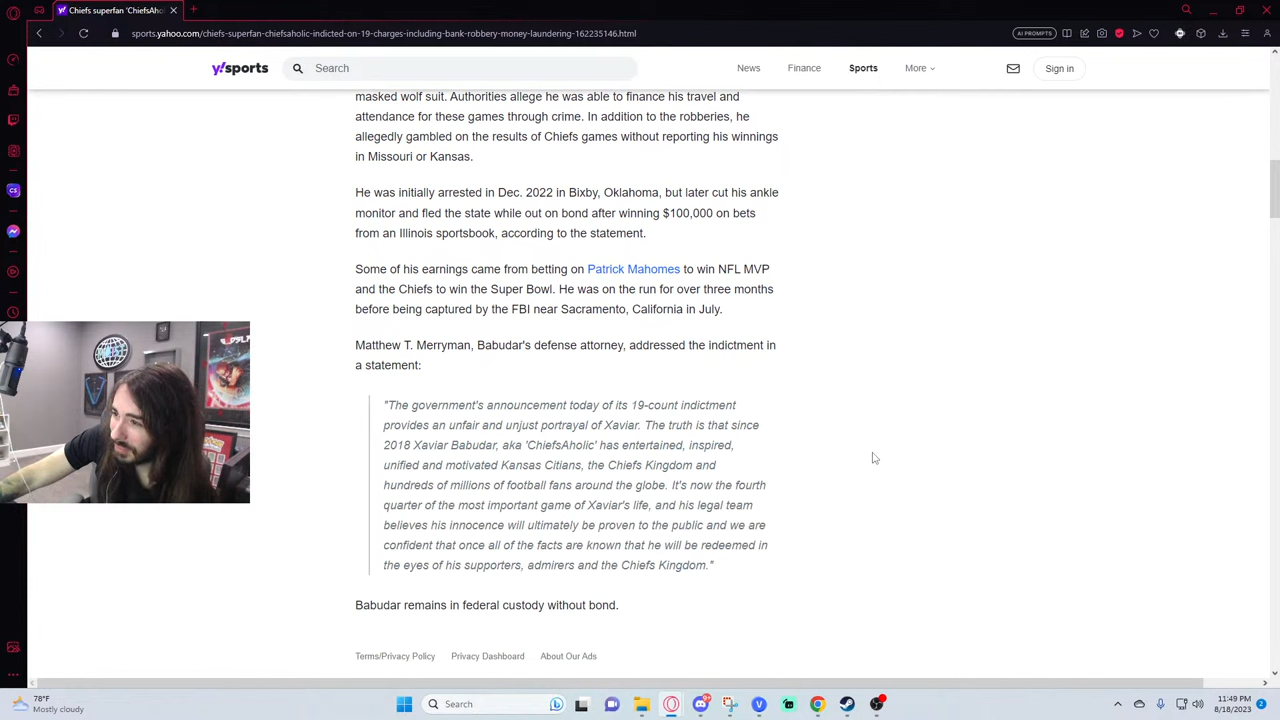 Chiefs superfan 'ChiefsAhol
sports.yahoo.com/chiefs-superfan-chiefsaholic-indicted-on-19-charges-including-bank-robbery-money-laundering-162235146.html
AI PROMPTS
y!sports
Search
News
Finance
Sports
More
Sign in
masked wolf suit. Authorities allege he was able to finance his travel and
attendance for these games through crime. In addition to the robberies, he
allegedly gambled on the results of Chiefs games without reporting his winnings
in Missouri or Kansas.
He was initially arrested in Dec. 2022 in Bixby, Oklahoma, but later cut his ankle
monitor and fled the state while out on bond after winning $100,000 on bets
from an Illinois sportsbook, according to the statement.
Some of his earnings came from betting on Patrick Mahomes to win NFL MVP
and the Chiefs to win the Super Bowl. He was on the run for over three months
before being captured by the FBI near Sacramento, California in July.
Matthew T. Merryman, Babudar's defense attorney, addressed the indictment in
a statement:
"The government's announcement today of its 19-count indictment
provides an unfair and unjust portrayal of Xaviar. The truth is that since
2018 Xaviar Babudar, aka 'ChiefsAholic' has entertained, inspired,
unified and motivated Kansas Citians, the Chiefs Kingdom and
hundreds of millions of football fans around the globe. It's now the fourth
quarter of the most important game of Xaviar's life, and his legal team
believes his innocence will ultimately be proven to the public and we are
confident that once all of the facts are known that he will be redeemed in
the eyes of his supporters, admirers and the Chiefs Kingdom."
Babudar remains in federal custody without bond.
Terms/Privacy Policy
Privacy Dashboard
About Our Ads
CS
78°F
Mostly cloudy
Search
9+
11:49 PM
8/18/2023
2